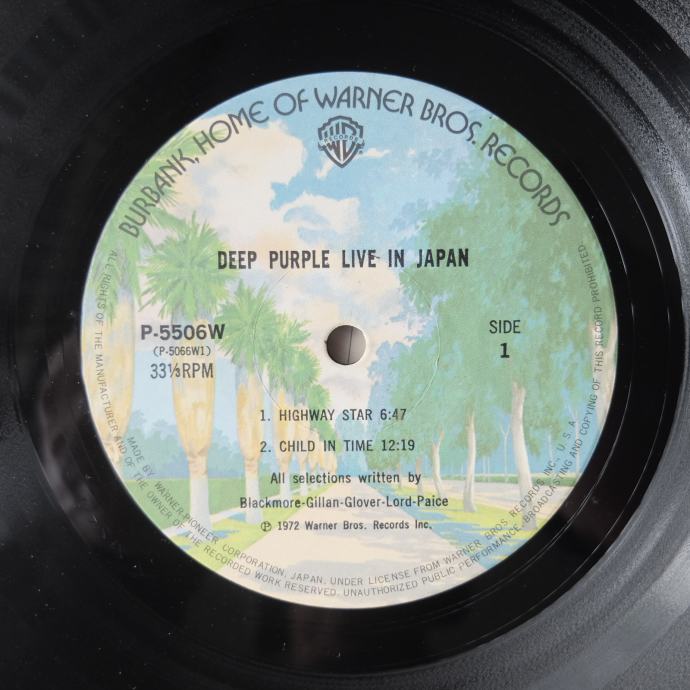 BURBANK, HOME OF WARNER BROS. RECORDS
WB
RECORDS
DEEP PURPLE LIVE IN JAPAN
P-5506W
(P-5066W1)
33⅓RPM
SIDE
1
1. HIGHWAY STAR 6:47
2. CHILD IN TIME 12:19
All selections written by
Blackmore-Gillan-Glover-Lord-Paice
℗ 1972 Warner Bros. Records Inc.
MADE BY WARNER-PIONEER CORPORATION, JAPAN. UNDER LICENSE FROM WARNER BROS RECORDS INC., U.S.A.
ALL RIGHTS OF THE MANUFACTURER AND OF THE OWNER OF THE RECORDED WORK RESERVED. UNAUTHORIZED PUBLIC PERFORMANCE, BROADCASTING AND COPYING OF THIS RECORD PROHIBITED.